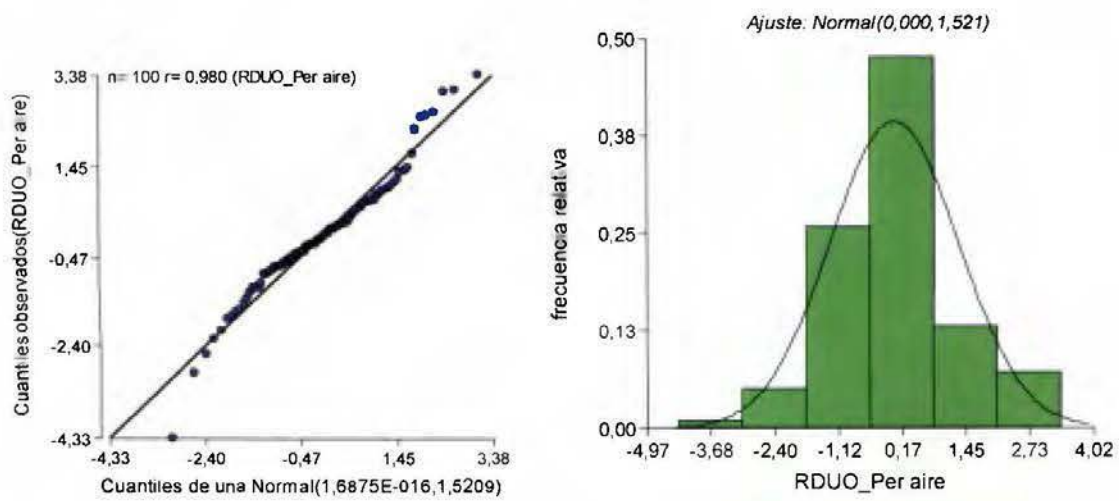 n= 100 r= 0,980 (RDUO_Per aire)
Cuantiles observados(RDUO_Per aire)
3,38
1,45
-0,47
-2,40
-4,33
-4,33 -2,40 -0,47 1,45 3,38
Cuantiles de una Normal(1,6875E-016,1,5209)
Ajuste: Normal(0,000,1,521)
frecuencia relativa
0,50
0,38
0,25
0,13
0,00
-4,97 -3,68 -2,40 -1,12 0,17 1,45 2,73 4,02
RDUO_Per aire